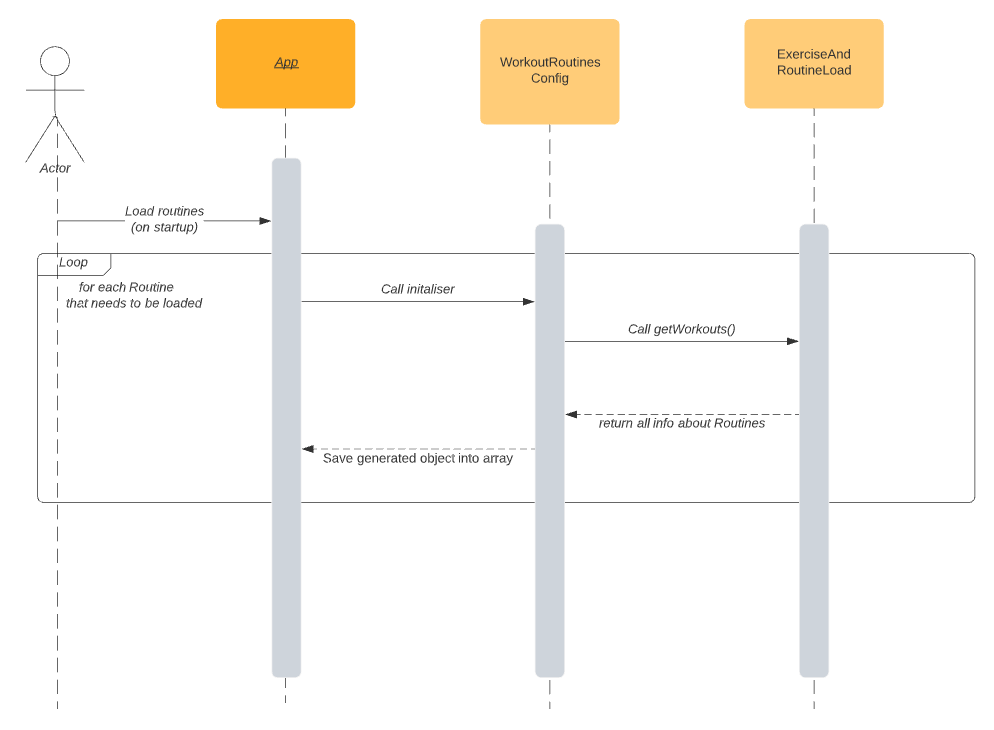 App
WorkoutRoutines
Config
ExerciseAnd
RoutineLoad
Actor
Load routines
(on startup)
Loop
for each Routine
that needs to be loaded
Call initaliser
Call getWorkouts()
return all info about Routines
Save generated object into array